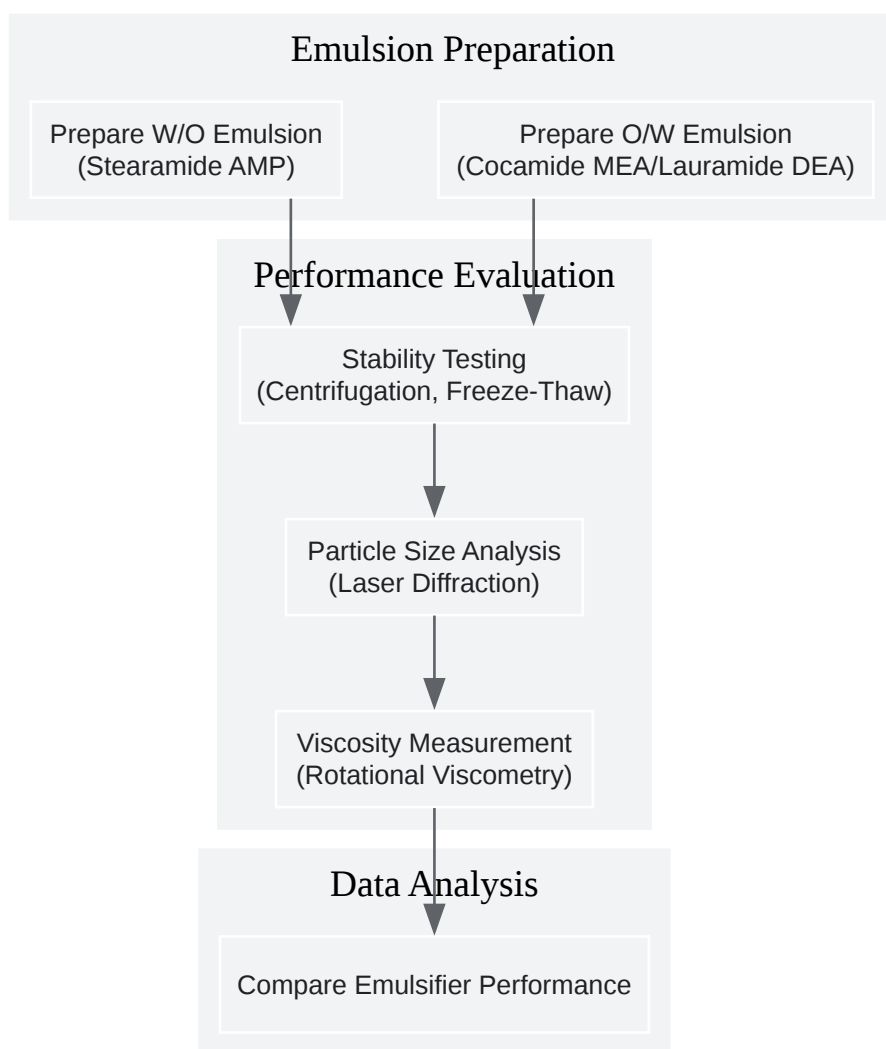 Emulsion Preparation
Prepare W/O Emulsion
(Stearamide AMP)
Prepare O/W Emulsion
(Cocamide MEA/Lauramide DEA)
Performance Evaluation
Stability Testing
(Centrifugation, Freeze-Thaw)
Particle Size Analysis
(Laser Diffraction)
Viscosity Measurement
(Rotational Viscometry)
Data Analysis
Compare Emulsifier Performance